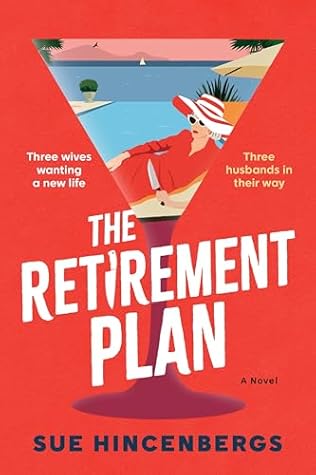 Three wives
wanting
a new life
Three
husbands in
their way
THE
RETIREMENT
PLAN
A Novel
SUE HINCENBERGS